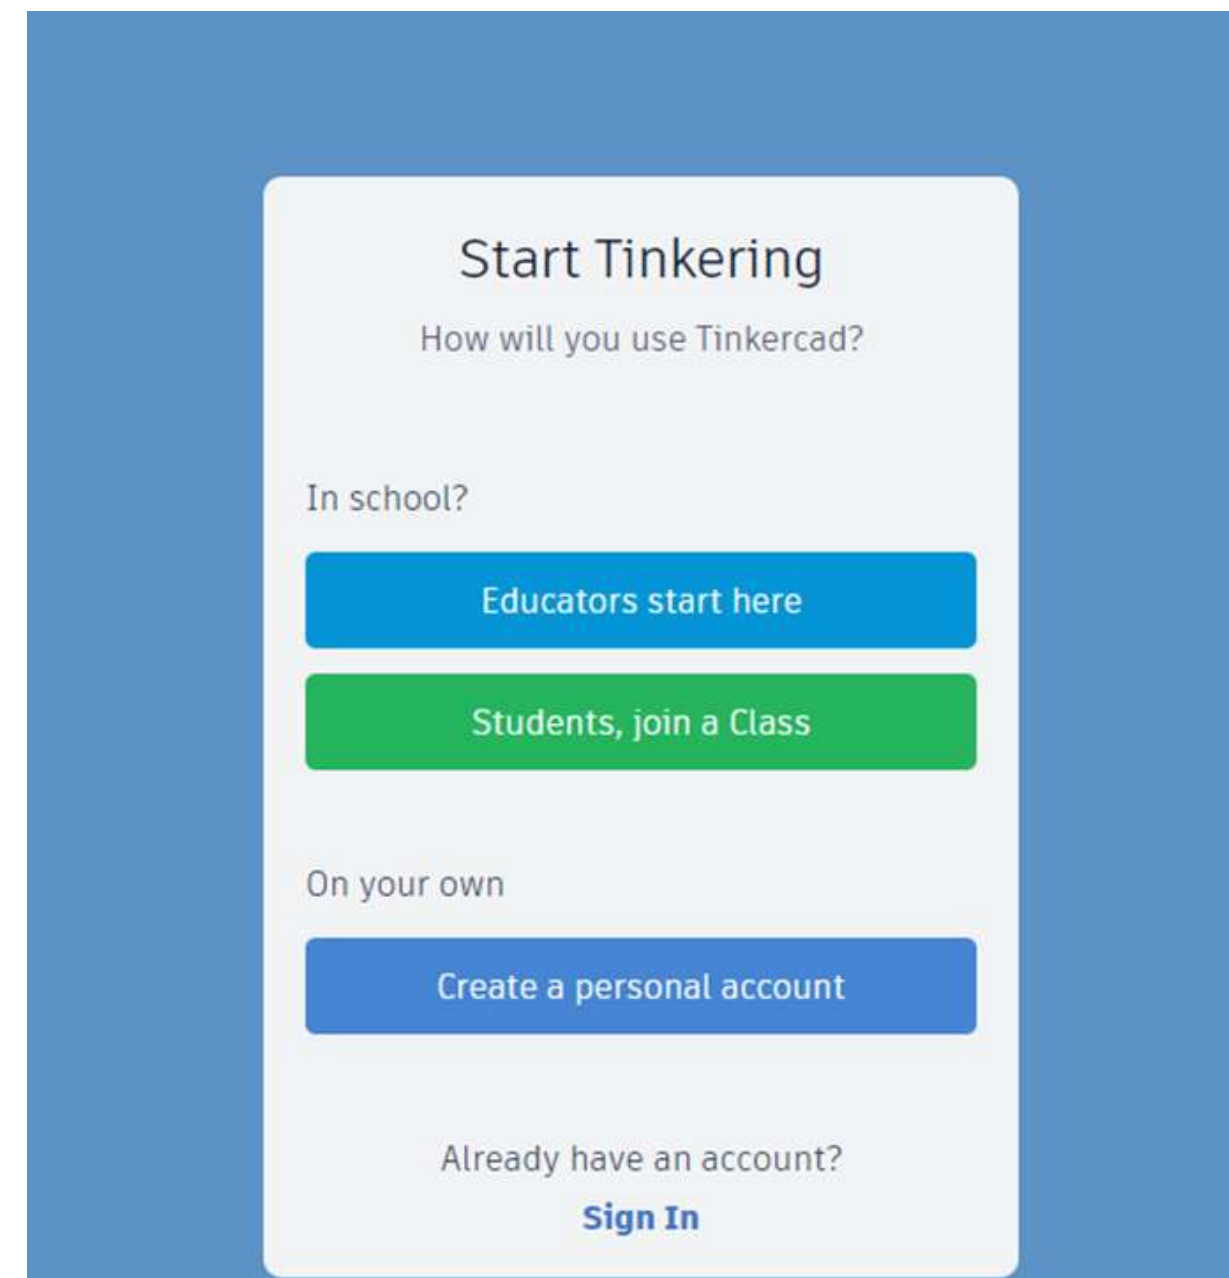 Start Tinkering
How will you use Tinkercad?
In school?
Educators start here
Students, join a Class
On your own
Create a personal account
Already have an account?
Sign In